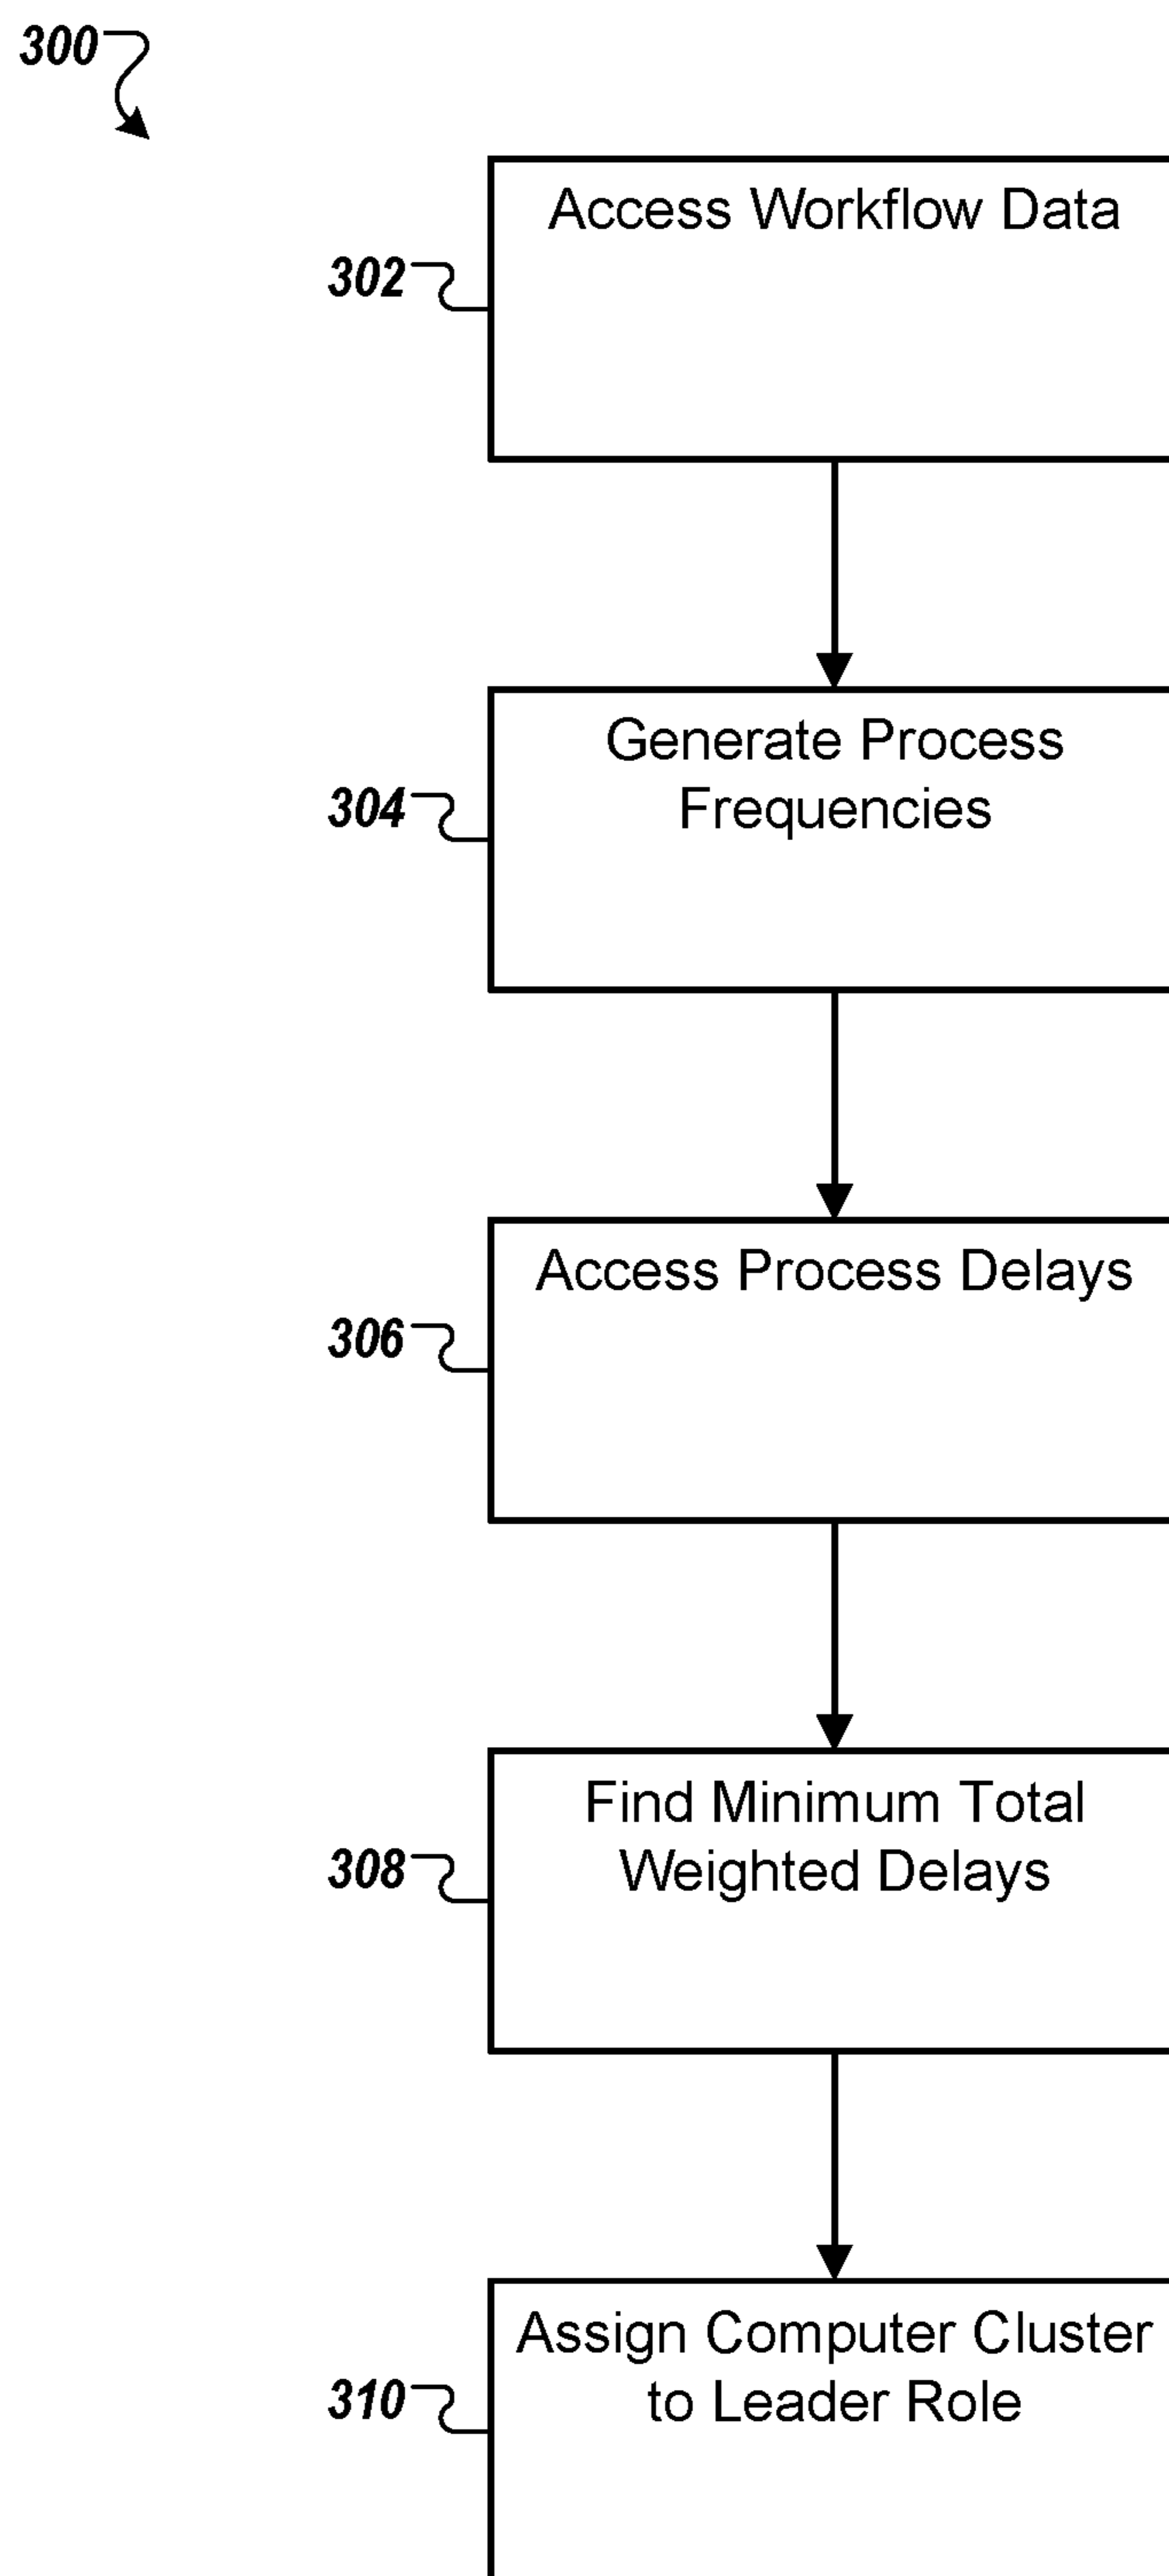 300
Access Workflow Data
302
Generate Process
Frequencies
304
Access Process Delays
306
Find Minimum Total
Weighted Delays
308
Assign Computer Cluster
to Leader Role
310